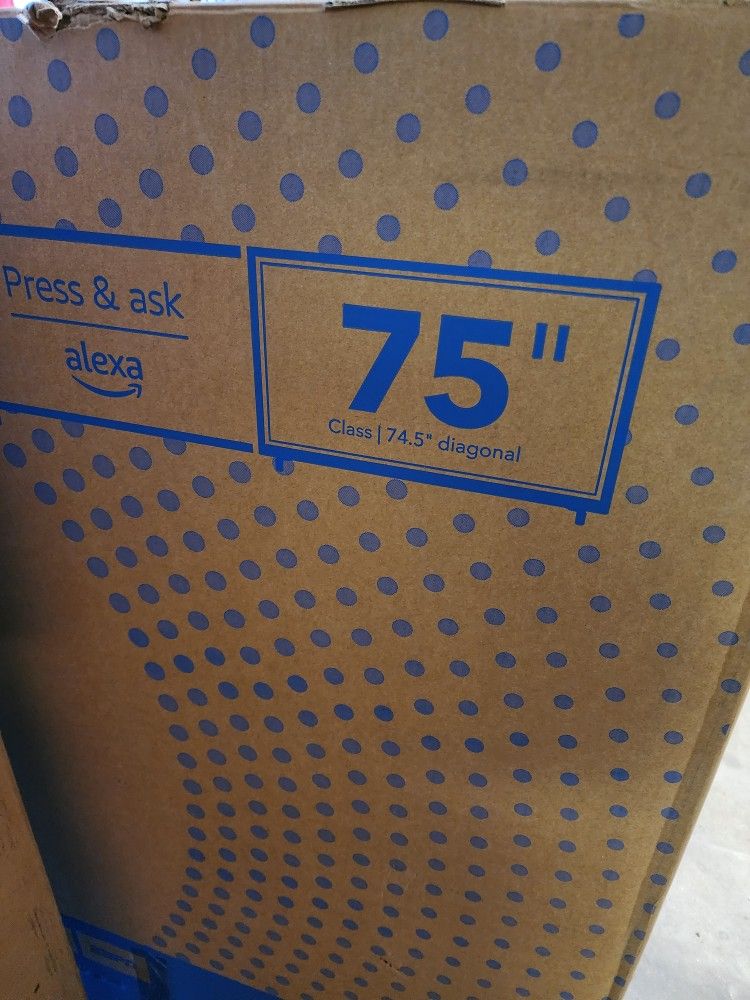 Press & ask
alexa
75"
Class | 74.5" diagonal